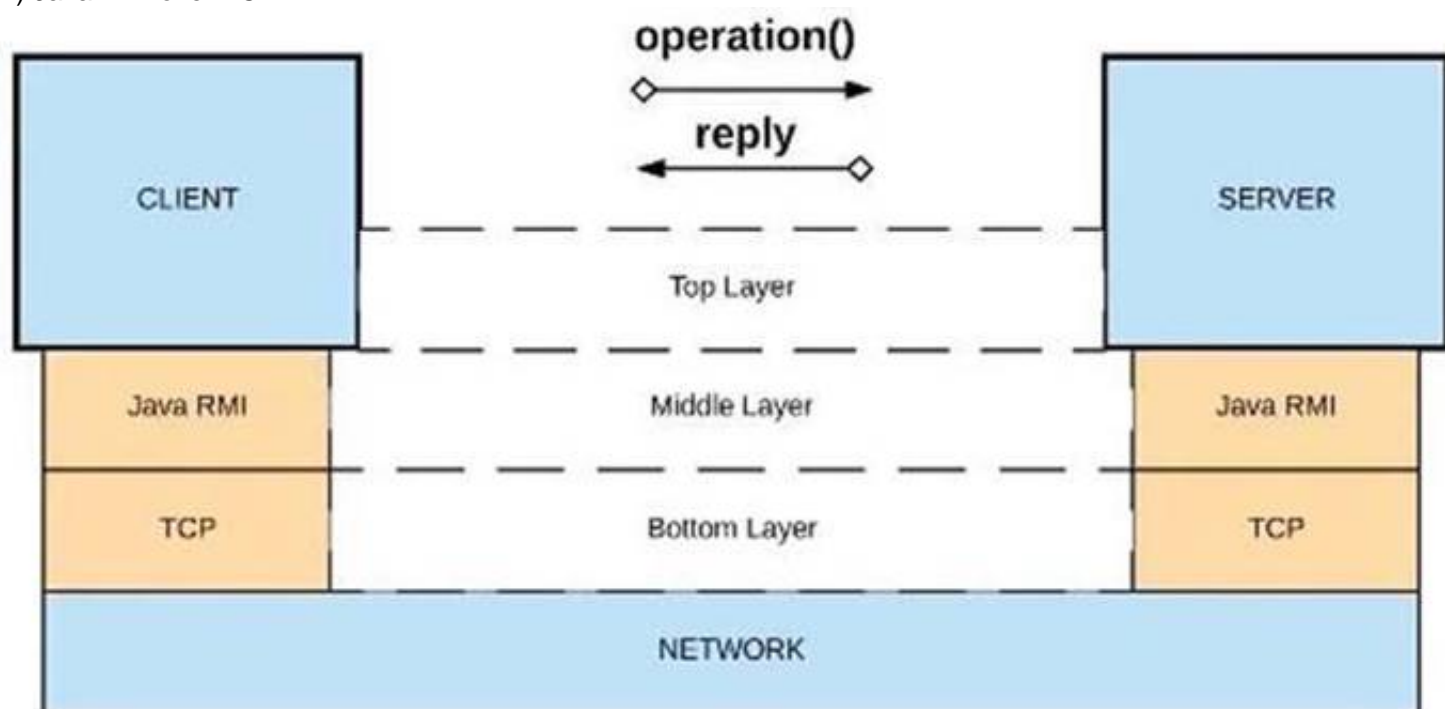 operation()
reply
CLIENT
SERVER
Top Layer
Java RMI
Middle Layer
Java RMI
TCP
Bottom Layer
TCP
NETWORK